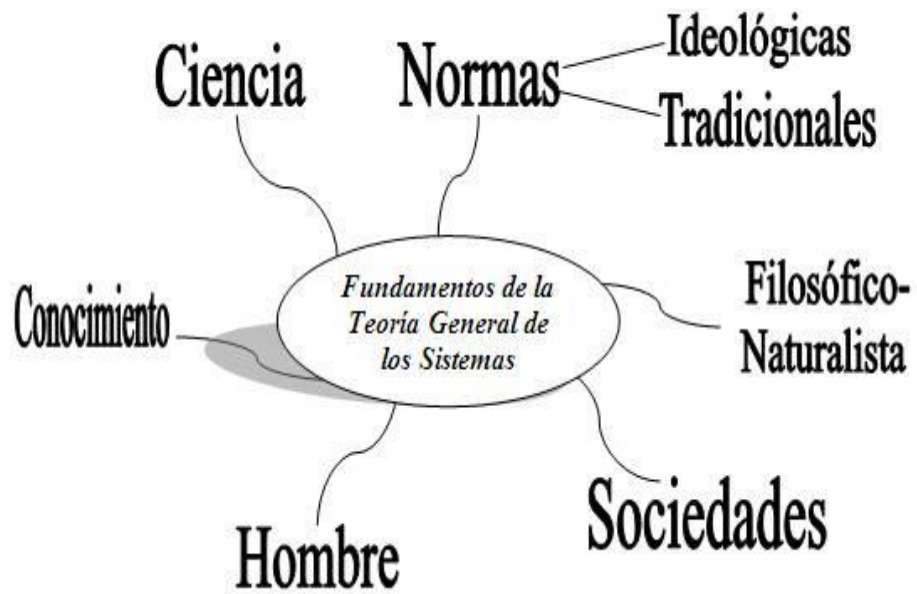 Ciencia
Normas
Ideológicas
Tradicionales
Conocimiento
Fundamentos de la
Teoría General de
los Sistemas
Filosófico-
Naturalista
Hombre
Sociedades